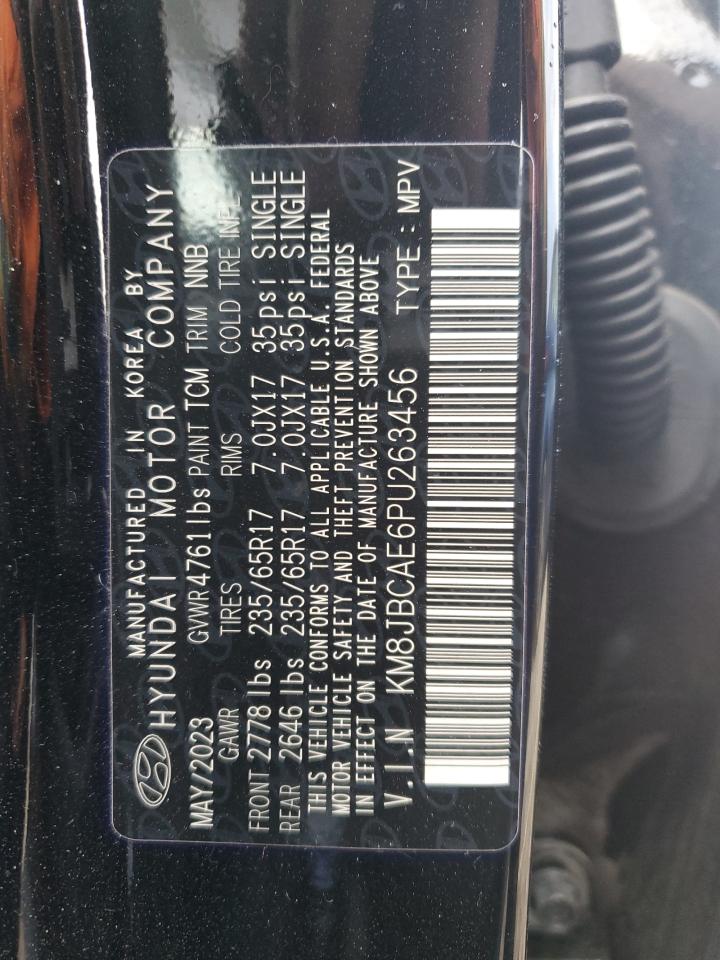 MANUFACTURED IN KOREA BY
HYUNDAI MOTOR COMPANY
MAY/2023 GVWR4761lbs PAINT TCM TRIM NNB
GAWR TIRES RIMS COLD TIRE INFL
FRONT 2778 lbs 235/65R17 7.0JX17 35psi SINGLE
REAR 2646 lbs 235/65R17 7.0JX17 35psi SINGLE
THIS VEHICLE CONFORMS TO ALL APPLICABLE U.S.A. FEDERAL
MOTOR VEHICLE SAFETY AND THEFT PREVENTION STANDARDS
IN EFFECT ON THE DATE OF MANUFACTURE SHOWN ABOVE
V.I.N KM8JBCAE6PU263456 TYPE : MPV